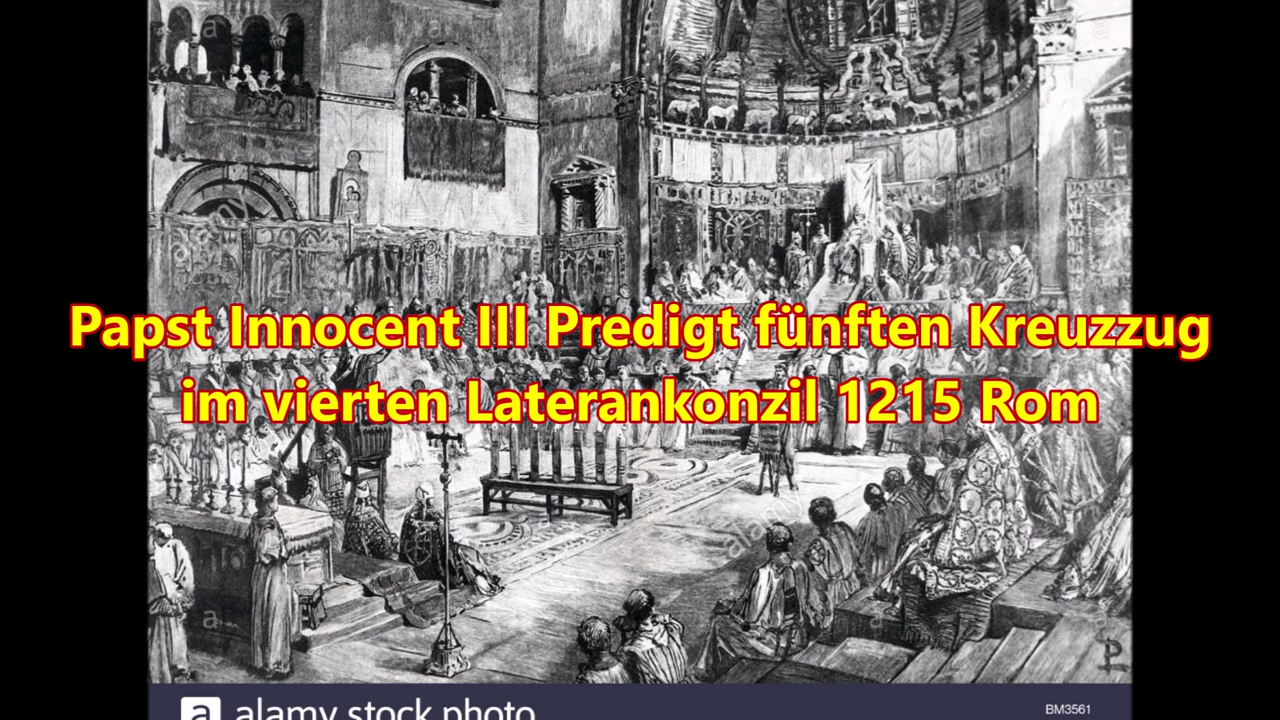 Papst Innocent III Predigt fünften Kreuzzug
im vierten Laterankonzil 1215 Rom
a alamy stock photo
BM3561